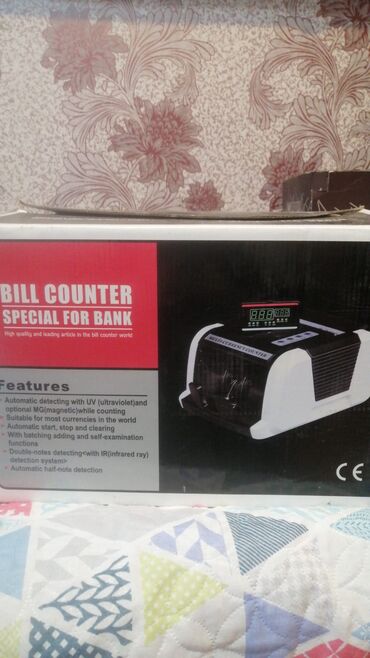 BILL COUNTER
SPECIAL FOR BANK
High quality and leading article in the bill counter world
Features
Automatic detecting with UV (ultraviolet)and
optional MG(magnetic)while counting
Suitable for most currencies in the world
Automatic start, stop and clearing
With batching adding and self-examination
functions
Double-notes detecting<with IR(infrared ray)
detection system>
Automatic half-note detection
888
COUNTER
CE